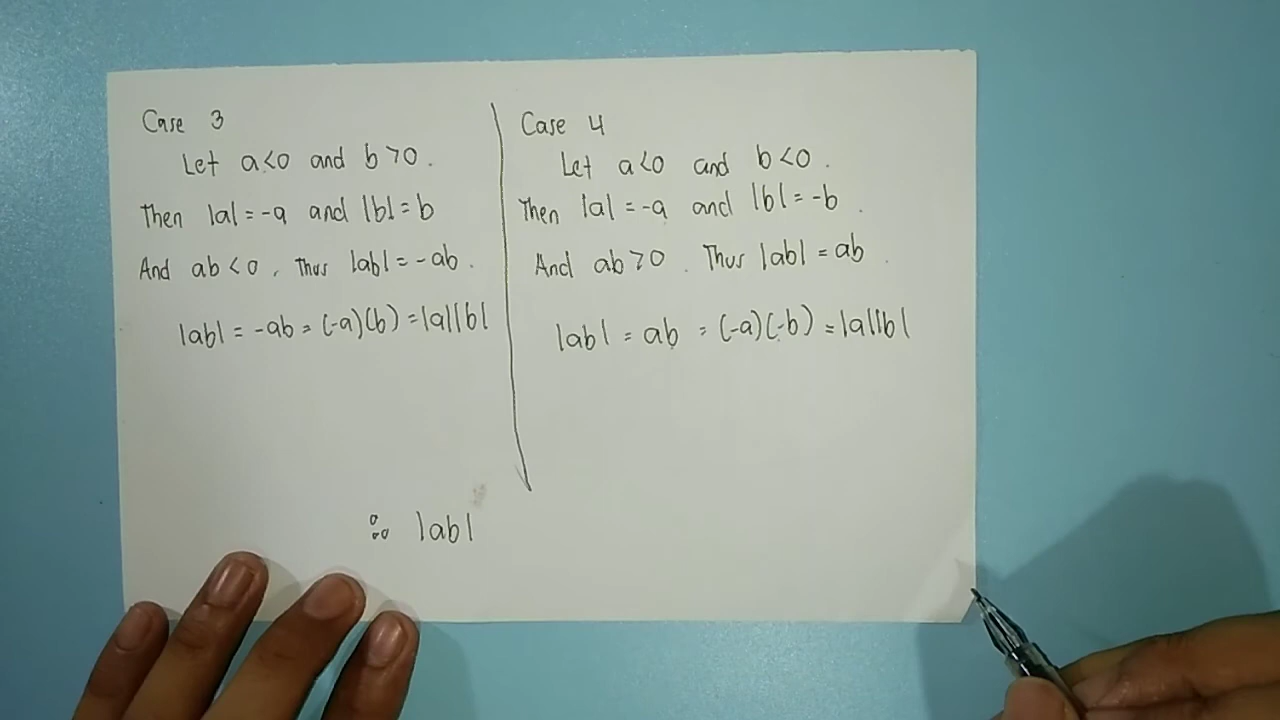 Case 3
Let a<0 and b>0.
Then |a|=-a and |b|=b
And ab<0. Thus |ab|=-ab.
|ab| = -ab = (-a)(b) = |a||b|
Case 4
Let a<0 and b<0.
Then |a|=-a and |b|=-b.
And ab>0. Thus |ab|=ab.
|ab| = ab = (-a)(-b) = |a||b|
∴ |ab|